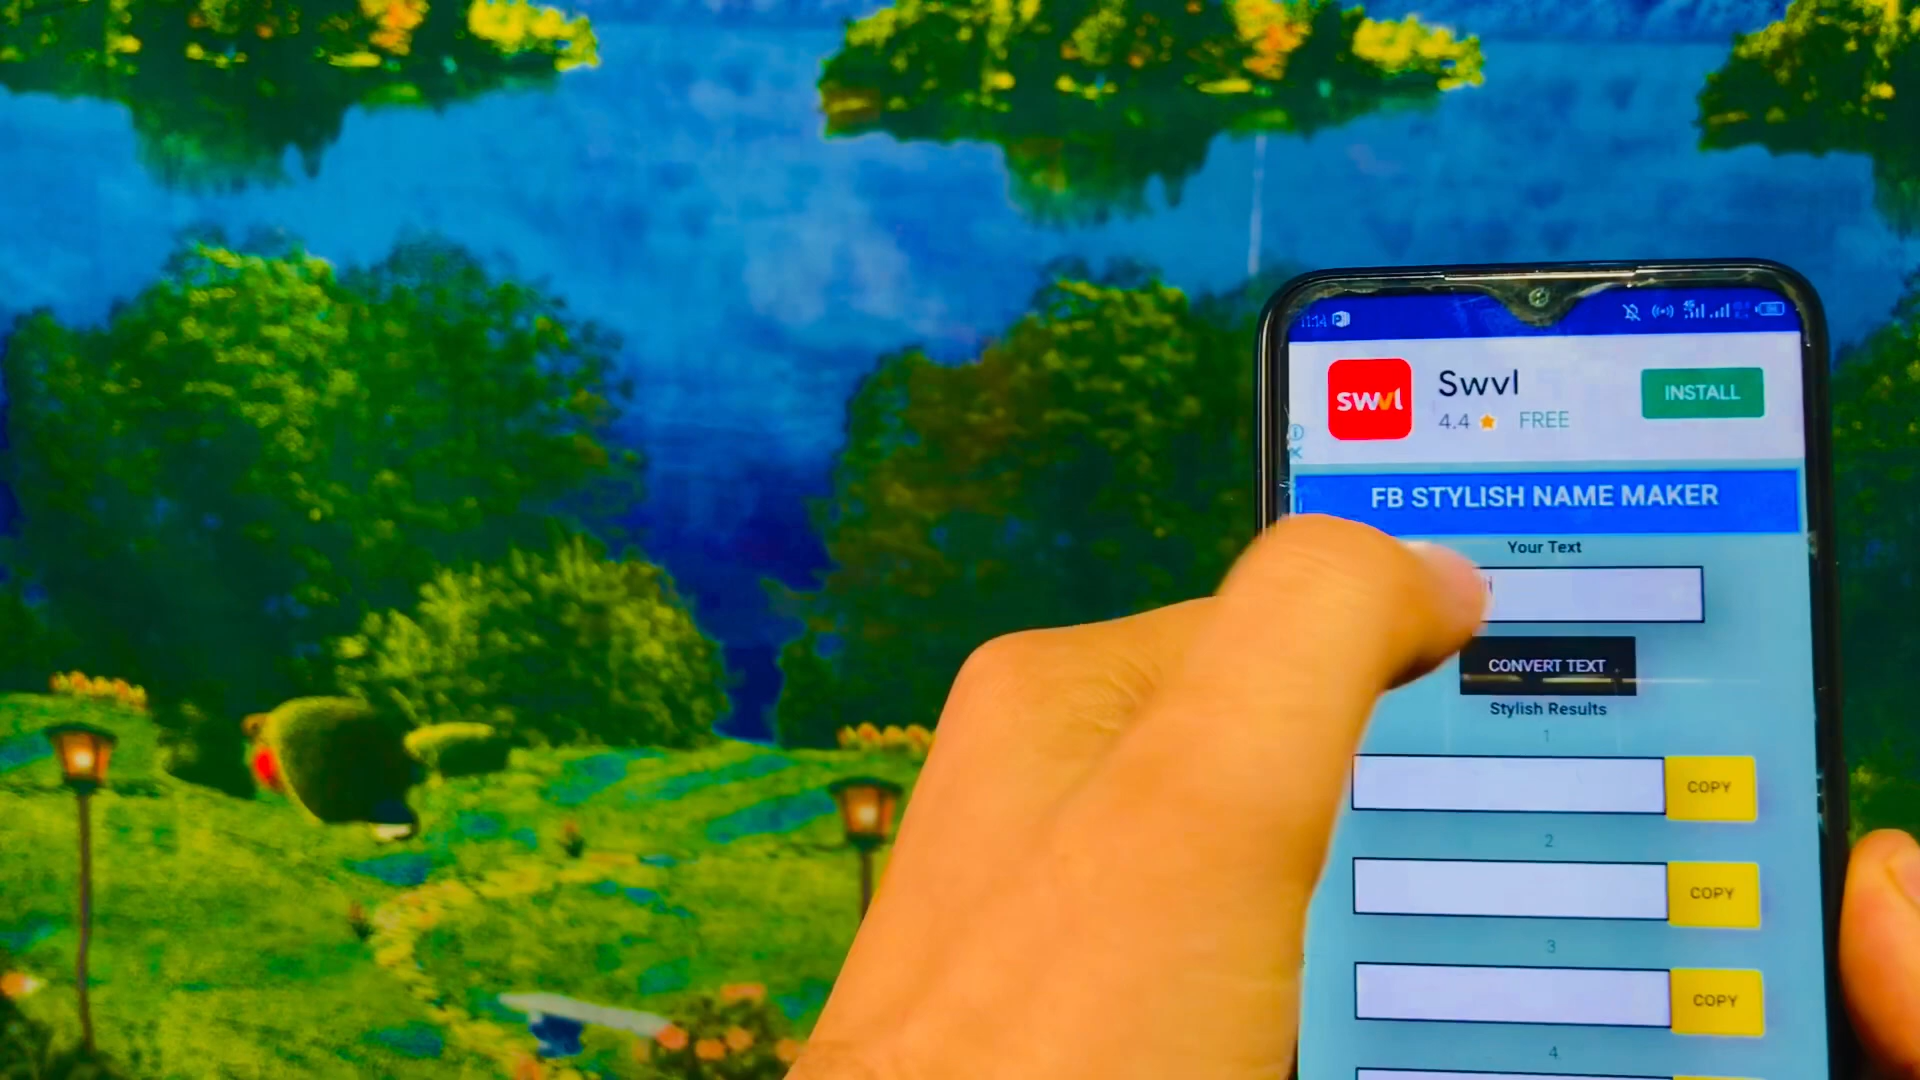 11:14
swvl
Swvl
INSTALL
4.4 FREE
FB STYLISH NAME MAKER
Your Text
CONVERT TEXT
Stylish Results
1
COPY
2
COPY
3
COPY
4